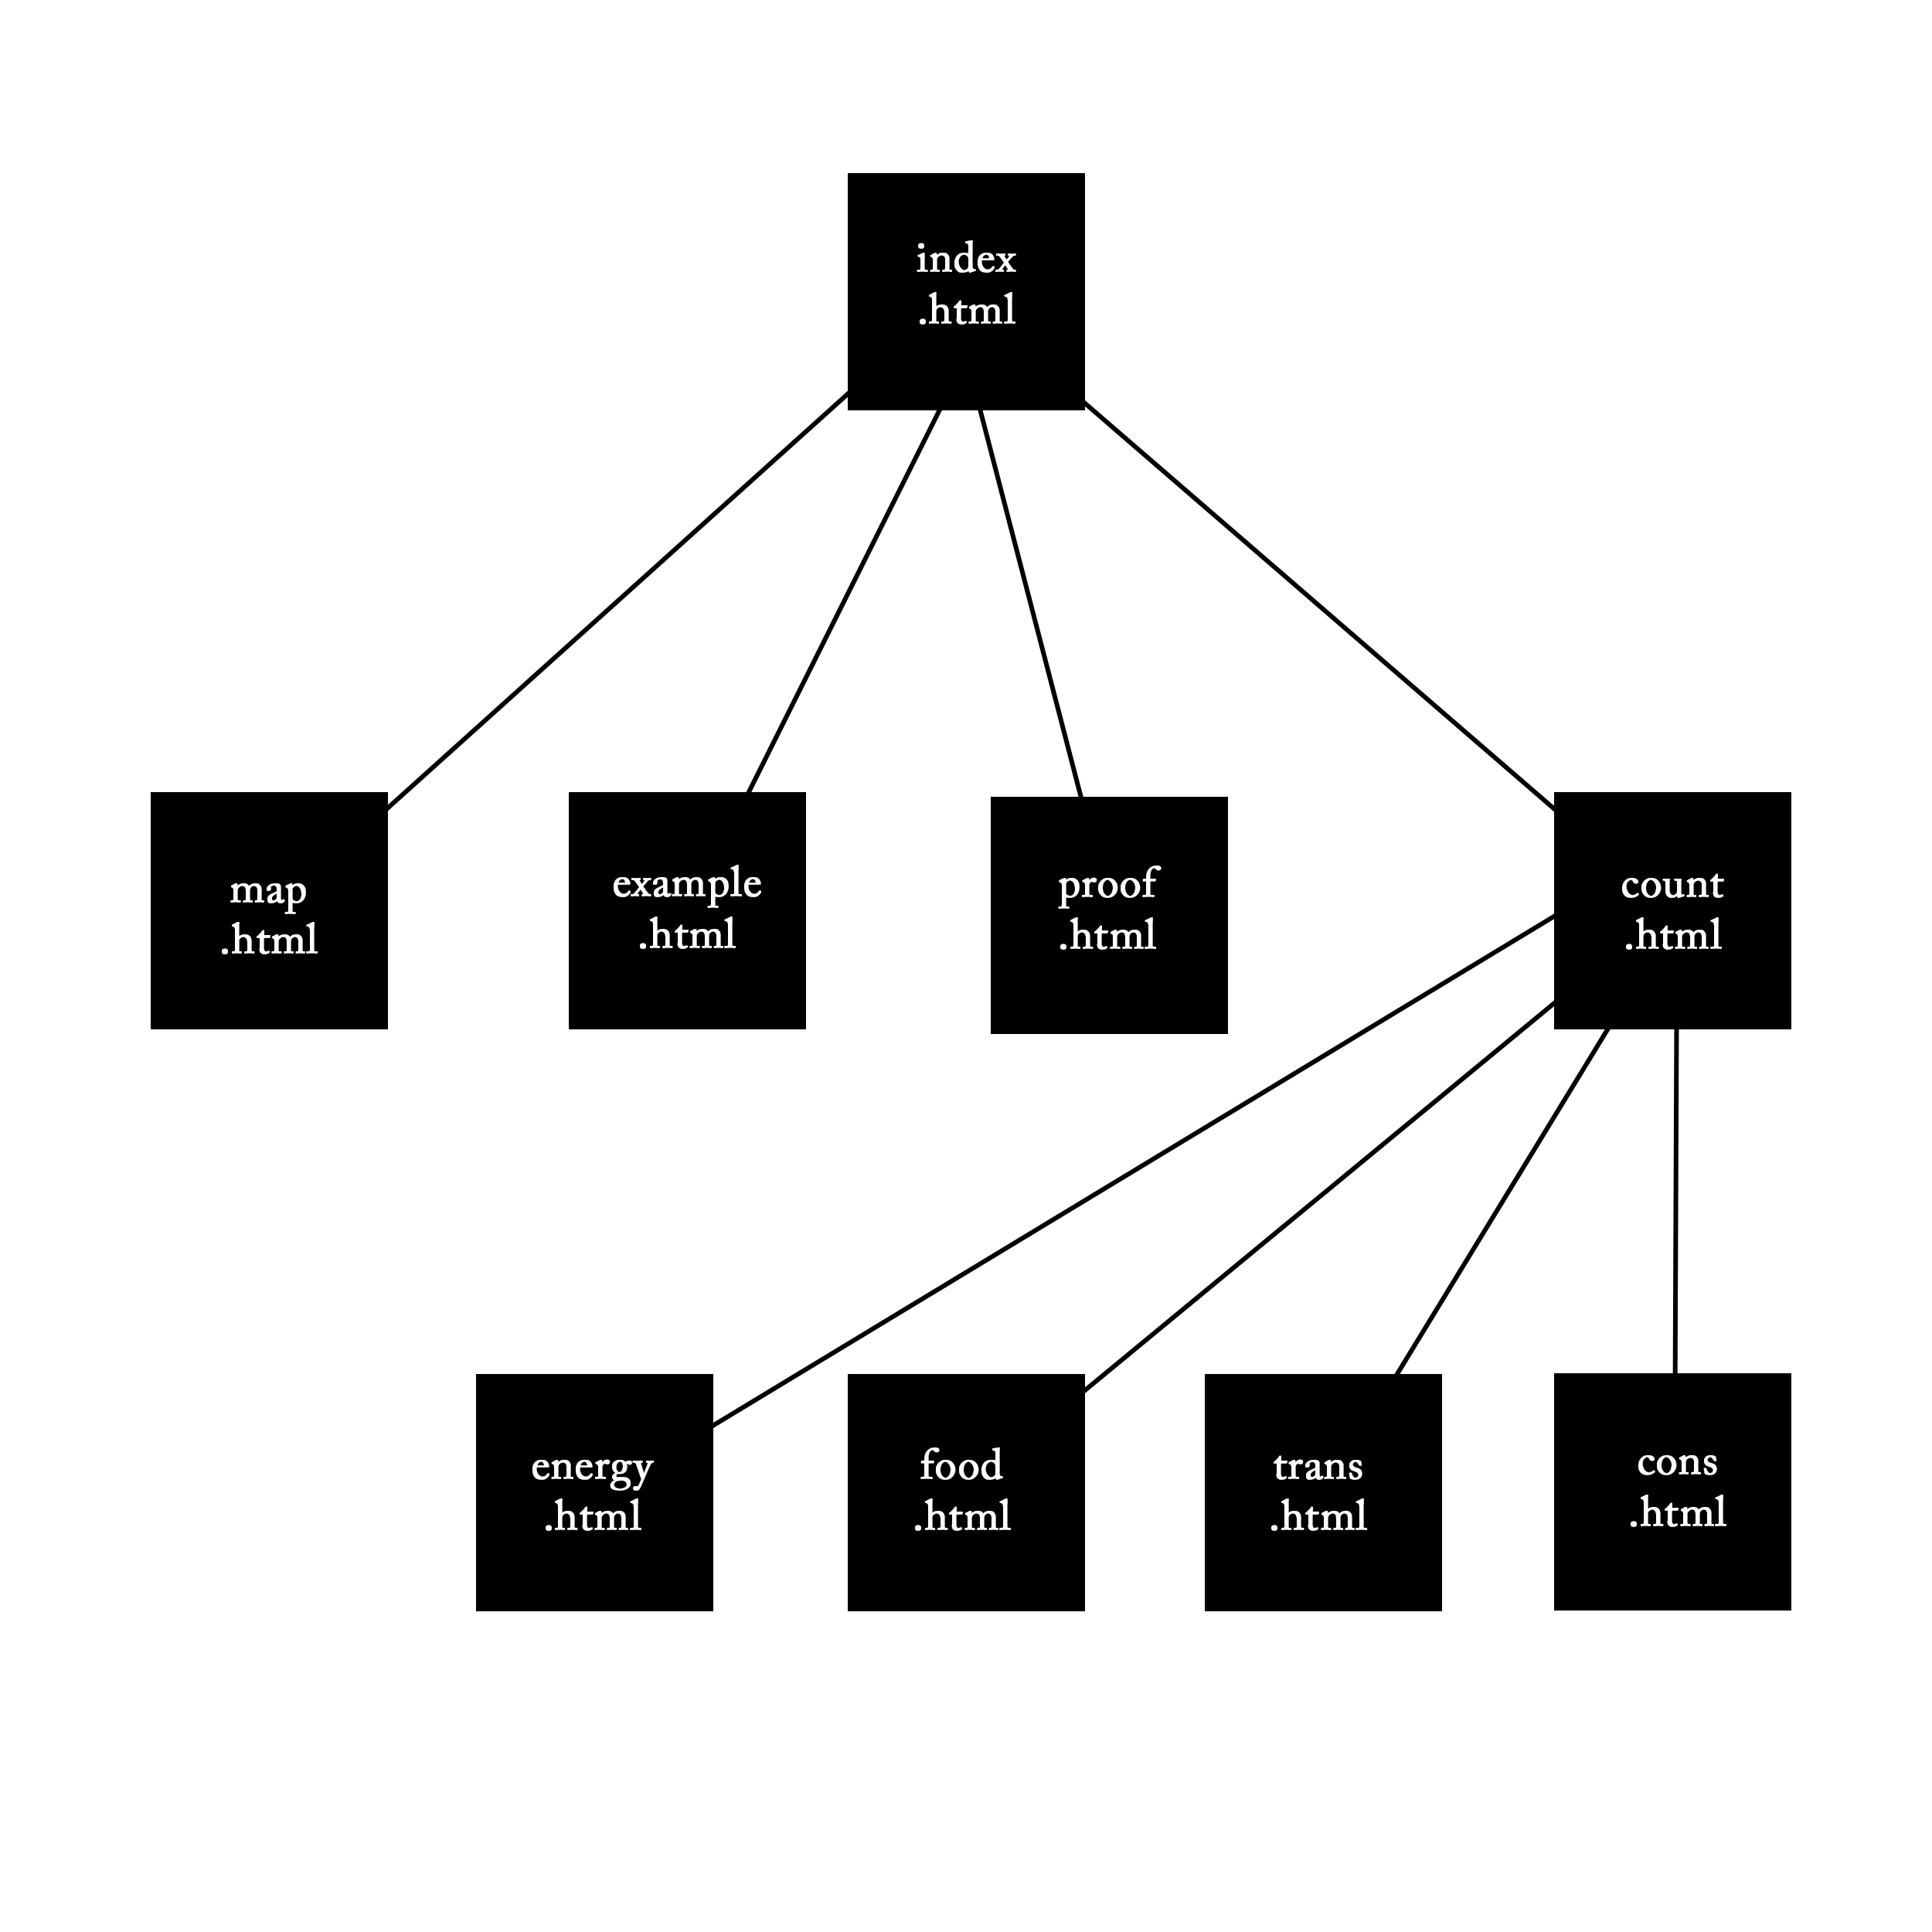 index
.html
map
.html
example
.html
proof
.html
count
.html
energy
.html
food
.html
trans
.html
cons
.html